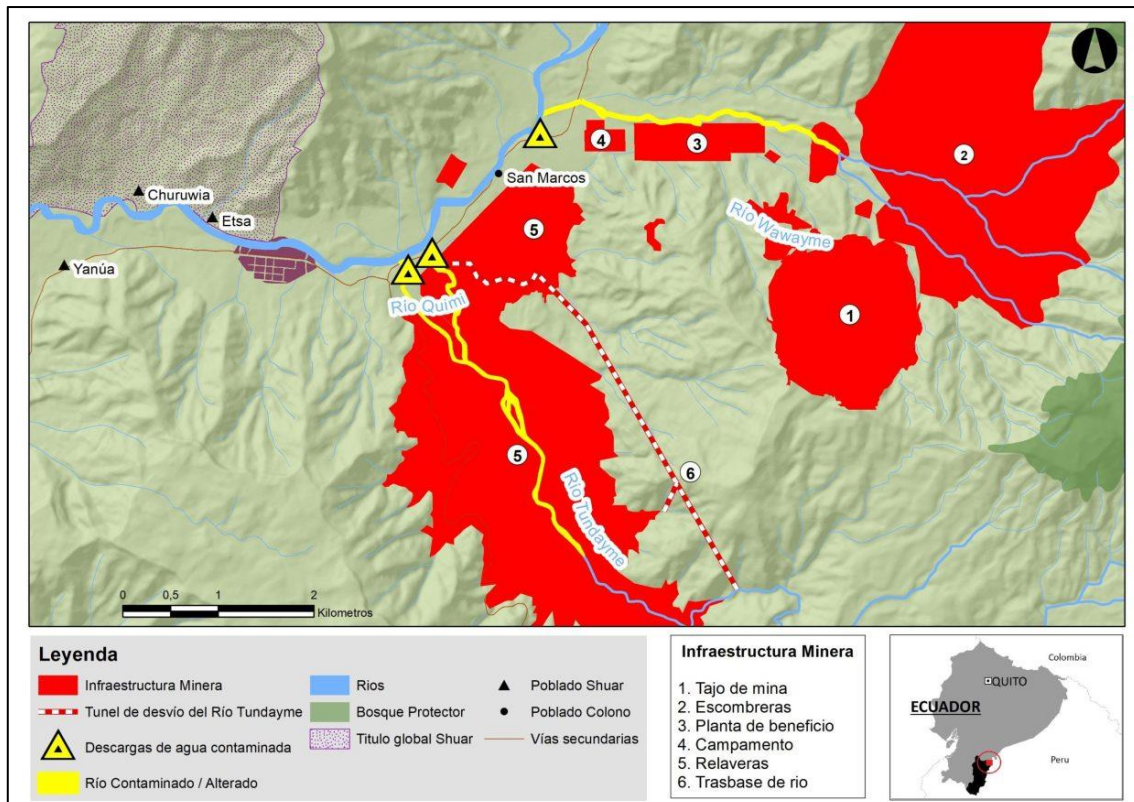 Churuwia
Etsa
Yanúa
San Marcos
4
3
2
5
1
Río Wawayme
Río Quimi
5
6
Río Tundayme
0 0,5 1 2
Kilometros
Leyenda
Infraestructura Minera
Tunel de desvío del Río Tundayme
Descargas de agua contaminada
Río Contaminado / Alterado
Rios
Bosque Protector
Titulo global Shuar
Poblado Shuar
Poblado Colono
Vías secundarias
Infraestructura Minera
1. Tajo de mina
2. Escombreras
3. Planta de beneficio
4. Campamento
5. Relaveras
6. Trasbase de rio
Colombia
QUITO
ECUADOR
Peru